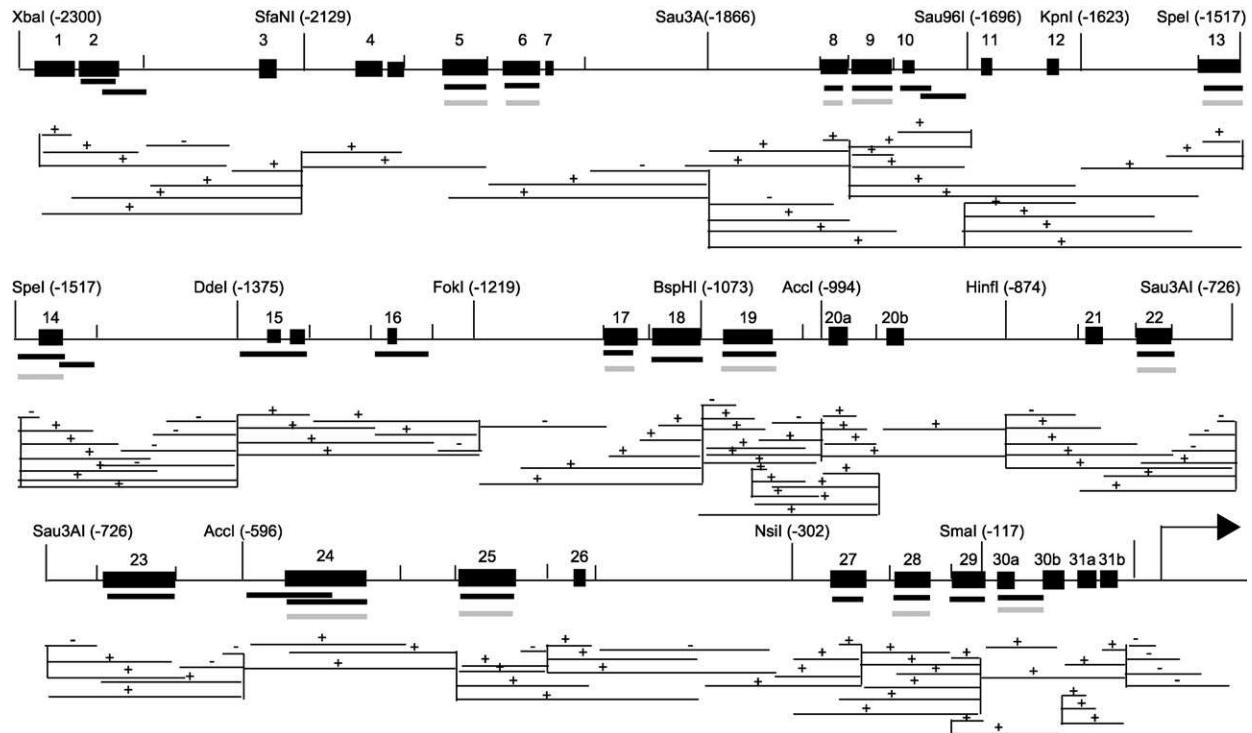 XbaI (-2300) SfaNI (-2129) Sau3A(-1866) Sau96I (-1696) KpnI (-1623) SpeI (-1517)
1 2 3 4 5 6 7 8 9 10 11 12 13
SpeI (-1517) DdeI (-1375) FokI (-1219) BspHI (-1073) AccI (-994) HinfI (-874) Sau3AI (-726)
14 15 16 17 18 19 20a 20b 21 22
Sau3AI (-726) AccI (-596) NsiI (-302) SmaI (-117)
23 24 25 26 27 28 29 30a 30b 31a 31b